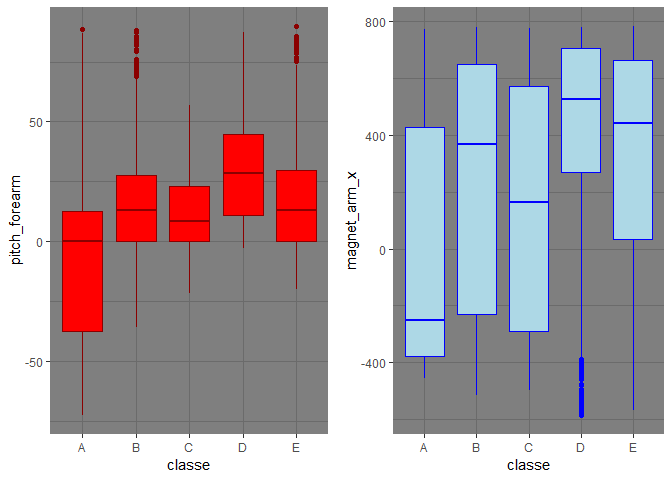 pitch_forearm
50
0
-50
A B C D E
classe
magnet_arm_x
800
400
0
-400
A B C D E
classe